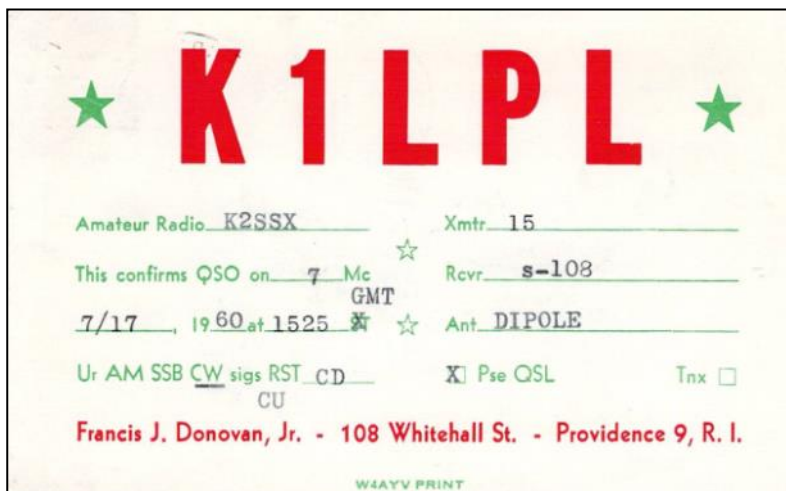 K1LPL
Amateur Radio K2SSX Xmtr 15
This confirms QSO on 7 Mc Rcvr s-108
GMT
7/17, 1960 at 1525 Ant DIPOLE
Ur AM SSB CW sigs RST CD X Pse QSL Tnx
CU
Francis J. Donovan, Jr. - 108 Whitehall St. - Providence 9, R. I.
W4AYV PRINT